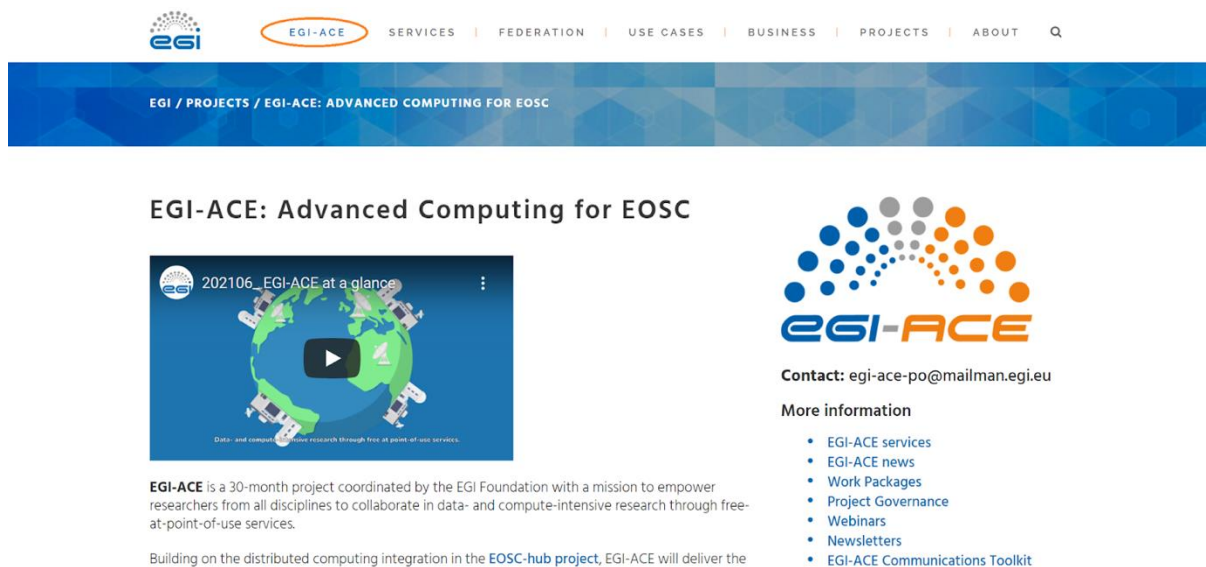 egi
EGI-ACE SERVICES | FEDERATION | USE CASES | BUSINESS | PROJECTS | ABOUT
EGI / PROJECTS / EGI-ACE: ADVANCED COMPUTING FOR EOSC
EGI-ACE: Advanced Computing for EOSC
egi
202106_EGI-ACE at a glance
Data- and compute-intensive research through free at point-of-use services.
EGI-ACE is a 30-month project coordinated by the EGI Foundation with a mission to empower
researchers from all disciplines to collaborate in data- and compute-intensive research through free-
at-point-of-use services.
Building on the distributed computing integration in the EOSC-hub project, EGI-ACE will deliver the
egi-ACE
Contact: egi-ace-po@mailman.egi.eu
More information
• EGI-ACE services
• EGI-ACE news
• Work Packages
• Project Governance
• Webinars
• Newsletters
• EGI-ACE Communications Toolkit